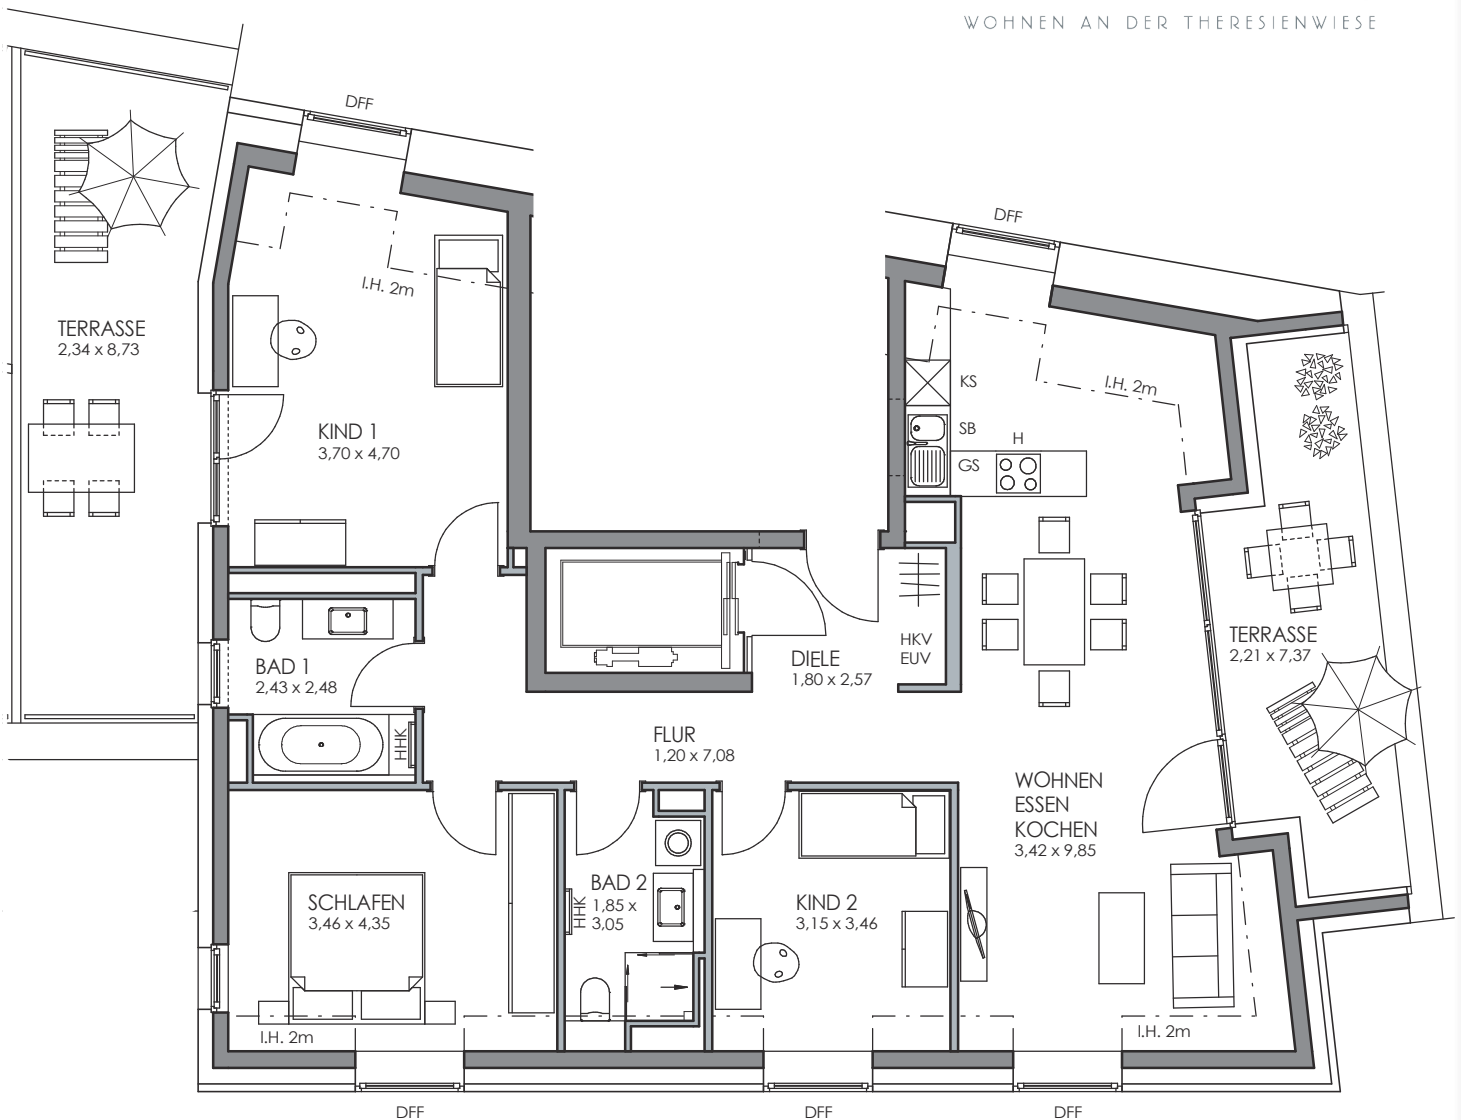 WOHNEN AN DER THERESIENWIESE
DFF
DFF
I.H. 2m
TERRASSE
2,34 x 8,73
KIND 1
3,70 x 4,70
KS
SB
H
GS
I.H. 2m
HKV
EUV
DIELE
1,80 x 2,57
TERRASSE
2,21 x 7,37
BAD 1
2,43 x 2,48
HHK
FLUR
1,20 x 7,08
WOHNEN
ESSEN
KOCHEN
3,42 x 9,85
SCHLAFEN
3,46 x 4,35
BAD 2
1,85 x
3,05
HHK
KIND 2
3,15 x 3,46
I.H. 2m
I.H. 2m
DFF
DFF
DFF